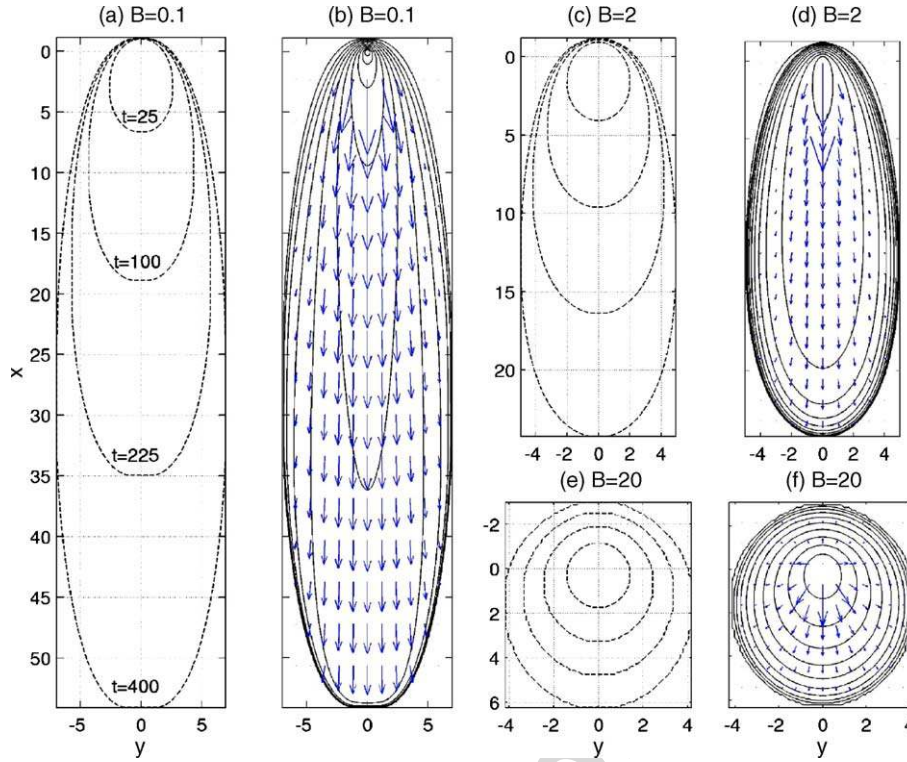 (a) B=0.1
(b) B=0.1
(c) B=2
(d) B=2
0
5
10
15
20
25
30
35
40
45
50
x
t=25
t=100
t=225
t=400
-5 0 5
y
x
-5 0 5
y
0
5
10
15
20
-4 -2 0 2 4
-4 -2 0 2 4
(e) B=20
(f) B=20
-2
0
2
4
6
-4 -2 0 2 4
y
-4 -2 0 2 4
y